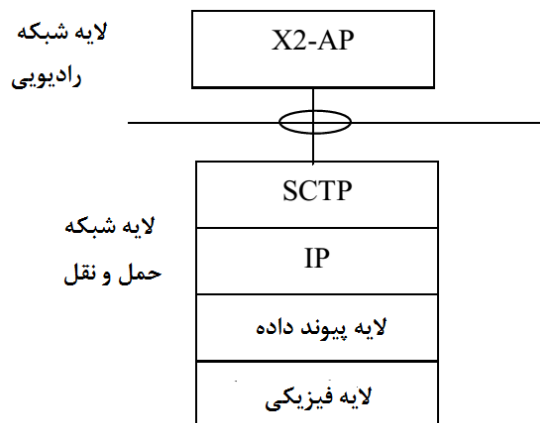 لایه شبکه
رادیویی
X2-AP
SCTP
لایه شبکه
حمل و نقل
IP
لایه پیوند داده
لایه فیزیکی